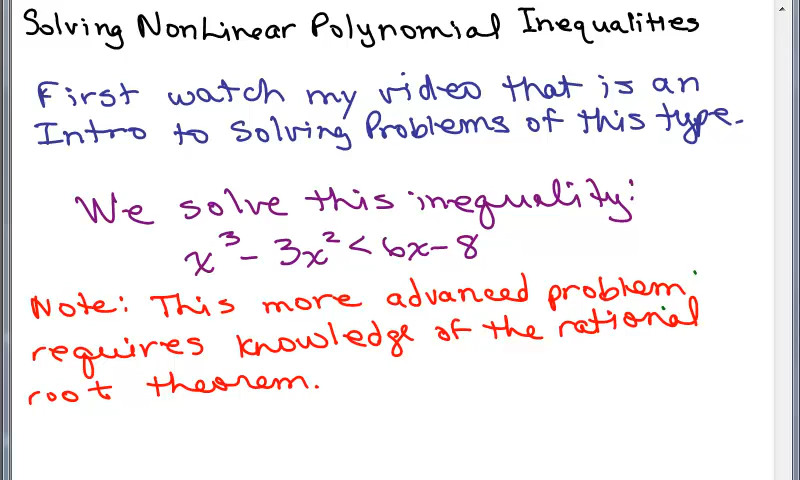 Solving NonLinear Polynomial Inequalities
First watch my video that is an
Intro to Solving Problems of this type.
We solve this inequality:
x³ - 3x² < 6x - 8
Note: This more advanced problem
requires knowledge of the rational
root theorem.